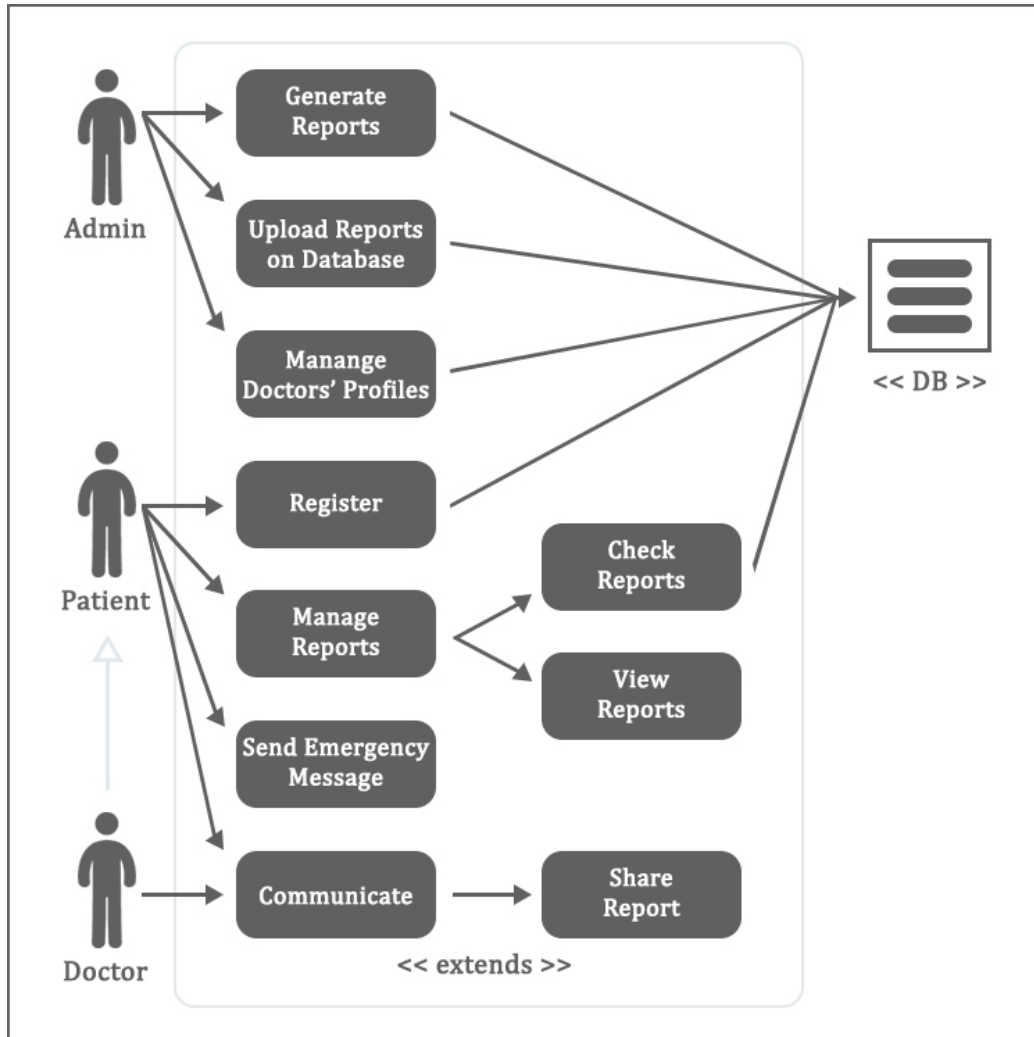 Generate
Reports
Admin
Upload Reports
on Database
Manange
Doctors’ Profiles
<< DB >>
Register
Patient
Check
Reports
Manage
Reports
View
Reports
Send Emergency
Message
Communicate
Share
Report
Doctor
<< extends >>